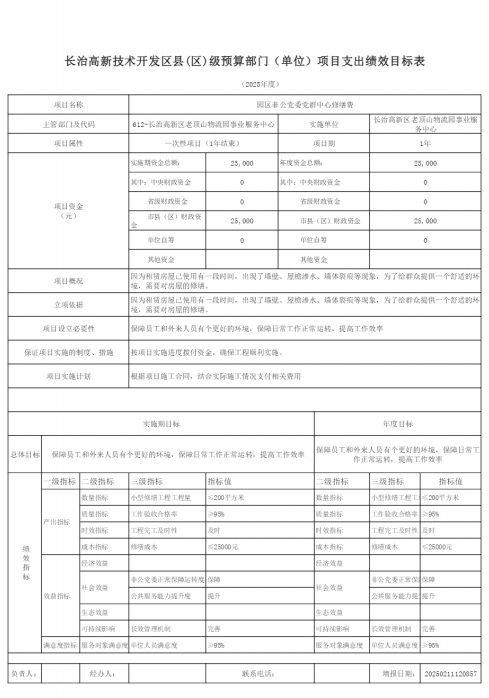 长治高新技术开发区县(区)级预算部门（单位）项目支出绩效目标表
（2025年度）
项目名称 园区非公党委党群中心修缮费
主管部门及代码 612-长治高新区老顶山物流园事业服务中心 实施单位 长治高新区老顶山物流园事业服务中心
项目属性 一次性项目（1年结束） 项目期 1年
项目资金（元） 实施期资金总额： 25,000 年度资金总额： 25,000
其中：中央财政资金 0 其中：中央财政资金 0
省级财政资金 0 省级财政资金 0
市县（区）财政资金 25,000 市县（区）财政资金 25,000
单位自筹 0 单位自筹 0
其他资金 其他资金
项目概况 因为租赁房屋已使用有一段时间，出现了墙壁、屋檐渗水、墙体裂痕等现象，为了给群众提供一个舒适的环境，需要对房屋的修缮。
立项依据 因为租赁房屋已使用有一段时间，出现了墙壁、屋檐渗水、墙体裂痕等现象，为了给群众提供一个舒适的环境，需要对房屋的修缮。
项目设立必要性 保障员工和外来人员有个更好的环境，保障日常工作正常运转，提高工作效率
保证项目实施的制度、措施 按项目实施进度拨付资金，确保工程顺利实施。
项目实施计划 根据项目施工合同，结合实际施工情况支付相关费用
实施期目标 年度目标
总体目标 保障员工和外来人员有个更好的环境，保障日常工作正常运转，提高工作效率 保障员工和外来人员有个更好的环境，保障日常工作正常运转，提高工作效率
绩效指标 一级指标 二级指标 三级指标 指标值 二级指标 三级指标 指标值
产出指标 数量指标 小型修缮工程工程量 ≤200平方米 数量指标 小型修缮工程工 ≤200平方米
质量指标 工作验收合格率 ≥95% 质量指标 工作验收合格率 ≥95%
时效指标 工程完工及时性 及时 时效指标 工程完工及时性 及时
成本指标 修缮成本 ≤25000元 成本指标 修缮成本 ≤25000元
效益指标 经济效益 经济效益
社会效益 非公党委正常保障运转度 保障 社会效益 非公党委正常保 保障
公共服务能力提升度 提升 公共服务能力提 提升
生态效益 生态效益
可持续影响 长效管理机制 完善 可持续影响 长效管理机制 完善
满意度指标 服务对象满意度 单位人员满意度 ≥95% 服务对象满意度 单位人员满意度 ≥95%
负责人： 经办人： 联系电话： 填报日期： 20250211120857